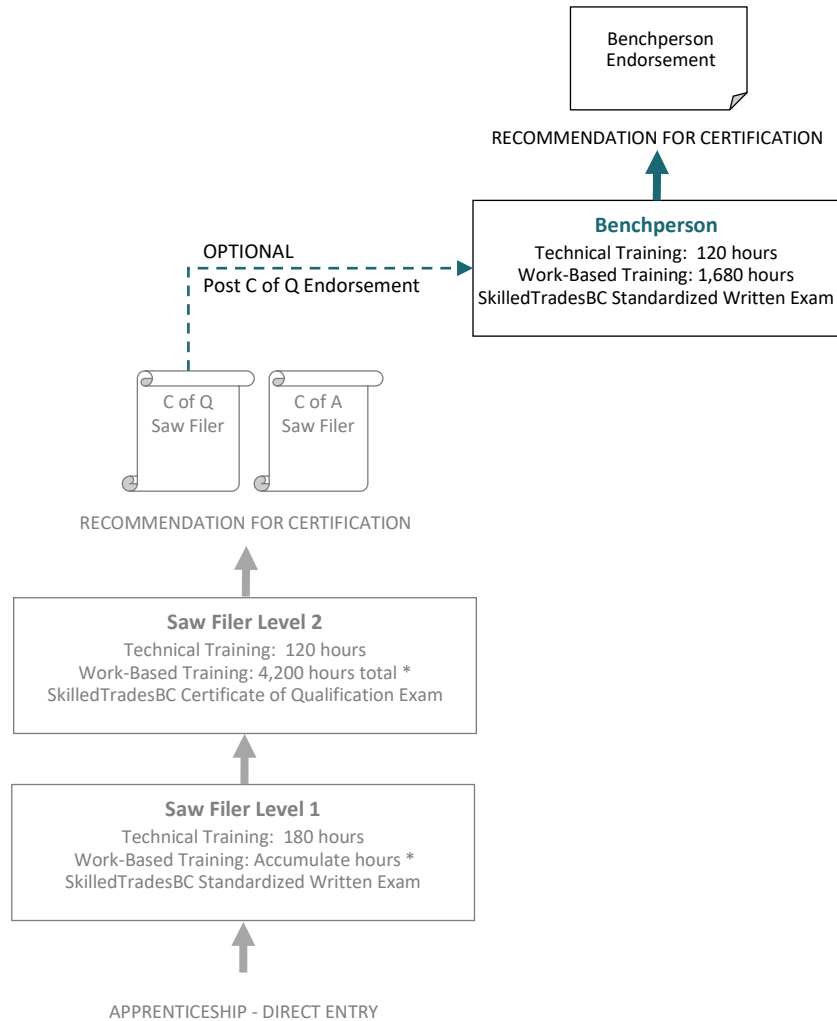 Benchperson
Endorsement
RECOMMENDATION FOR CERTIFICATION
Benchperson
Technical Training: 120 hours
Work-Based Training: 1,680 hours
SkilledTradesBC Standardized Written Exam
OPTIONAL
Post C of Q Endorsement
C of Q
Saw Filer
C of A
Saw Filer
RECOMMENDATION FOR CERTIFICATION
Saw Filer Level 2
Technical Training: 120 hours
Work-Based Training: 4,200 hours total *
SkilledTradesBC Certificate of Qualification Exam
Saw Filer Level 1
Technical Training: 180 hours
Work-Based Training: Accumulate hours *
SkilledTradesBC Standardized Written Exam
APPRENTICESHIP - DIRECT ENTRY